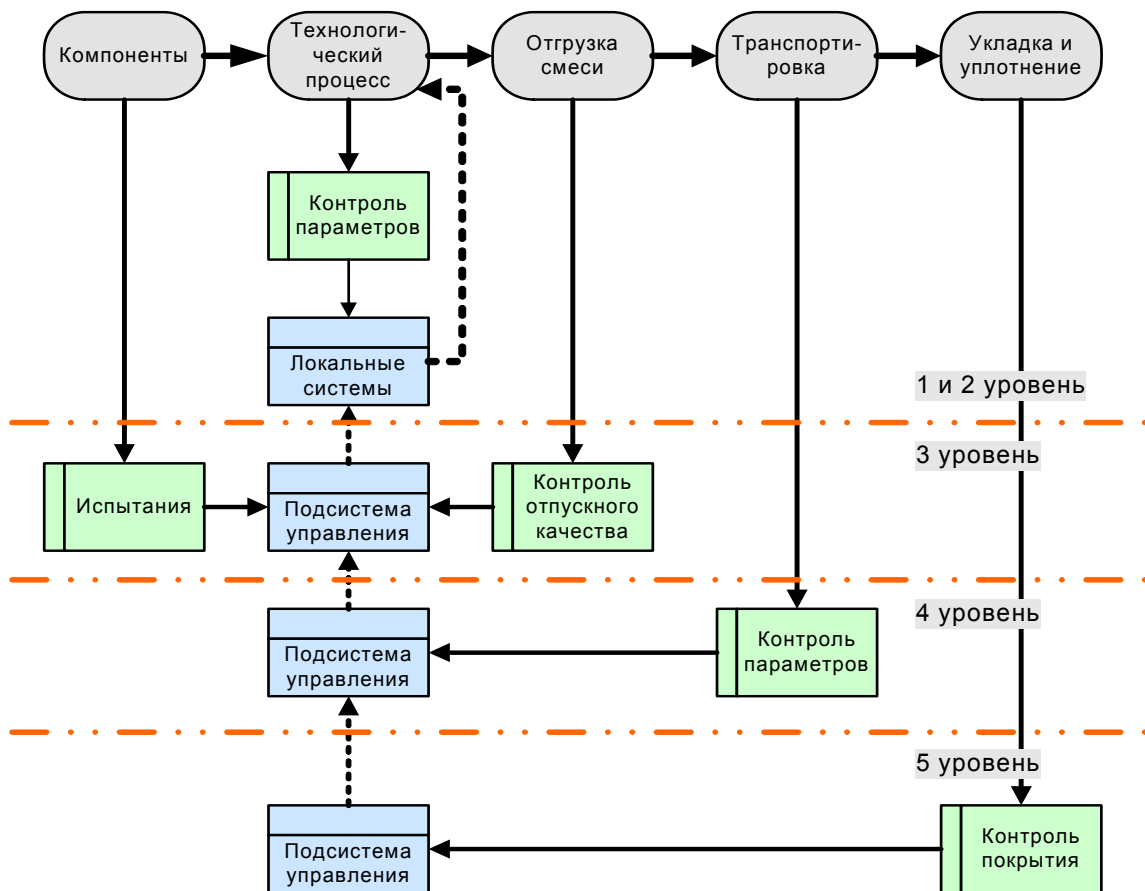 Компоненты
Технологи-
ческий
процесс
Отгрузка
смеси
Транспорти-
ровка
Укладка и
уплотнение
Контроль
параметров
Локальные
системы
1 и 2 уровень
3 уровень
Испытания
Подсистема
управления
Контроль
отпускного
качества
4 уровень
Подсистема
управления
Контроль
параметров
5 уровень
Подсистема
управления
Контроль
покрытия